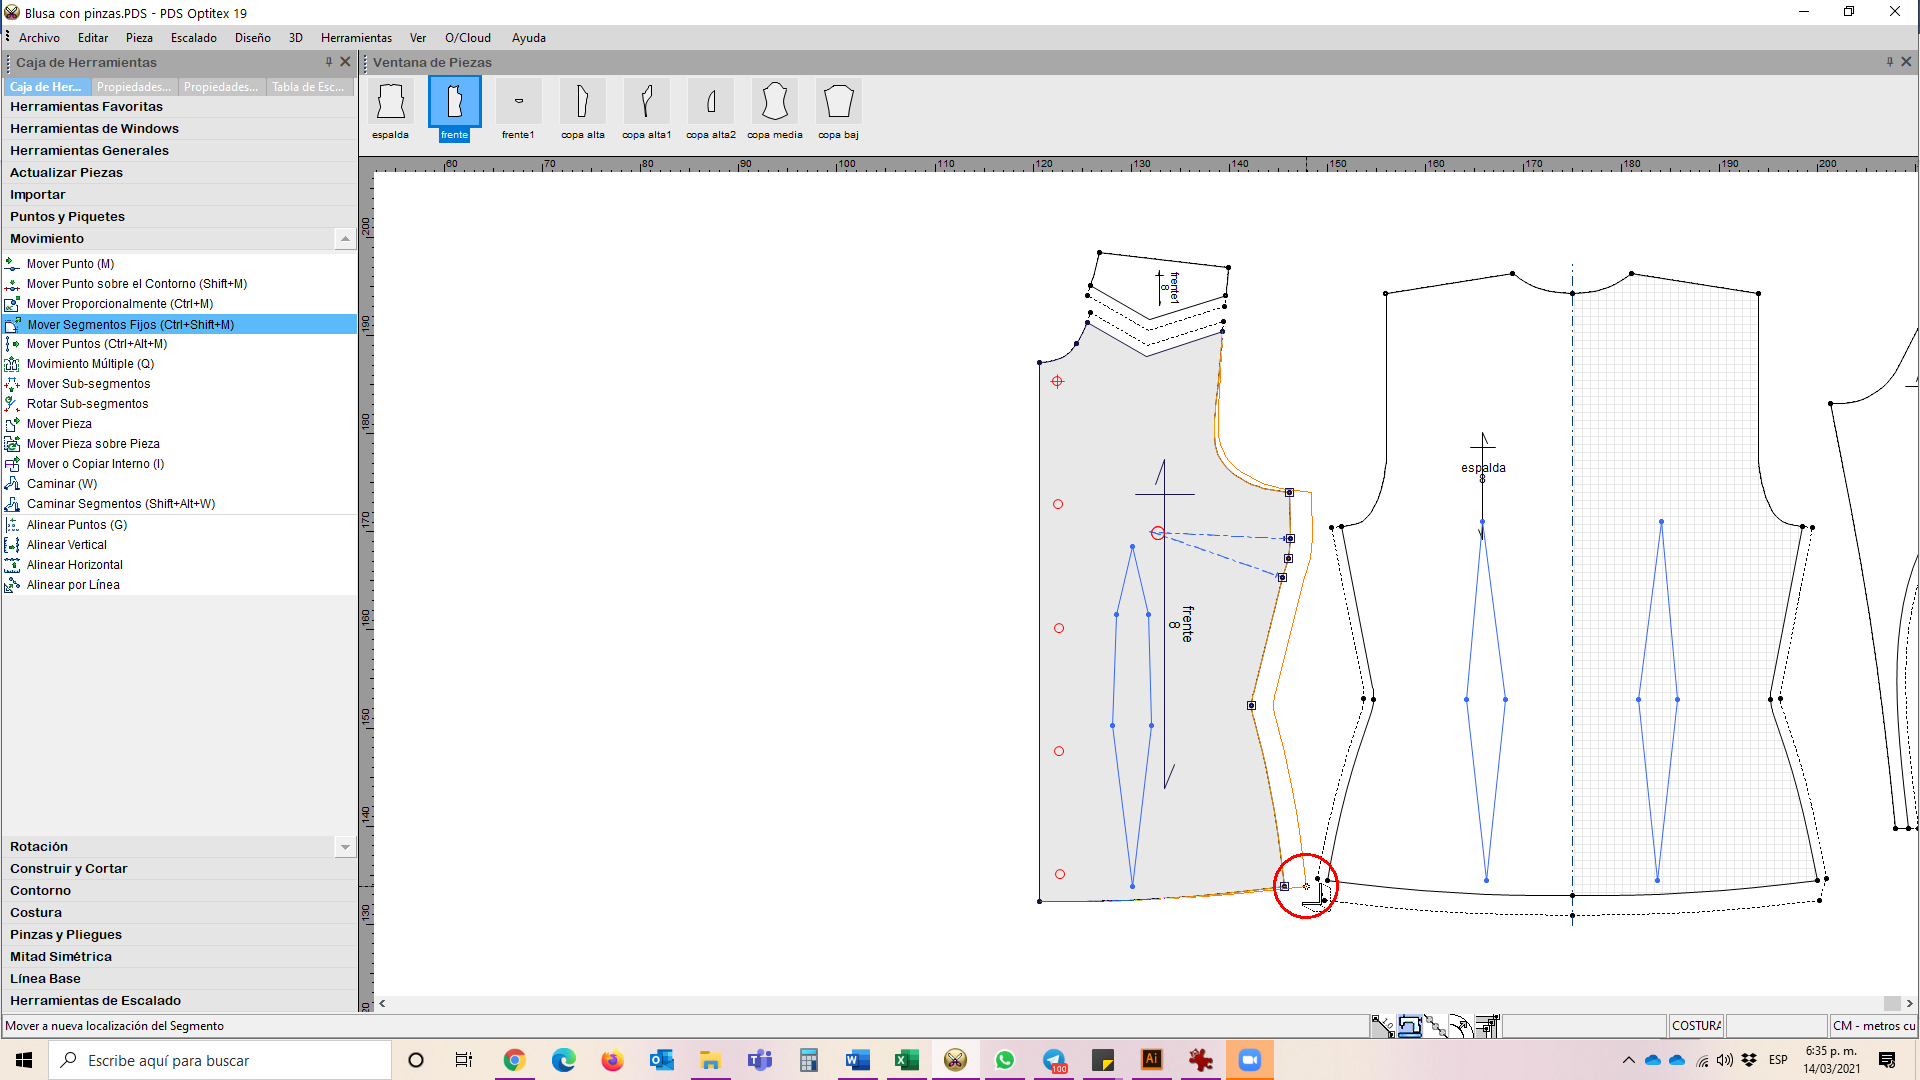 Blusa con pinzas.PDS - PDS Optitex 19
Archivo Editar Pieza Escalado Diseño 3D Herramientas Ver O/Cloud Ayuda
Caja de Herramientas
Caja de Her... Propiedades... Propiedades... Tabla de Esc...
Herramientas Favoritas
Herramientas de Windows
Herramientas Generales
Actualizar Piezas
Importar
Puntos y Piquetes
Movimiento
Mover Punto (M)
Mover Punto sobre el Contorno (Shift+M)
Mover Proporcionalmente (Ctrl+M)
Mover Segmentos Fijos (Ctrl+Shift+M)
Mover Puntos (Ctrl+Alt+M)
Movimiento Múltiple (Q)
Mover Sub-segmentos
Rotar Sub-segmentos
Mover Pieza
Mover Pieza sobre Pieza
Mover o Copiar Interno (I)
Caminar (W)
Caminar Segmentos (Shift+Alt+W)
Alinear Puntos (G)
Alinear Vertical
Alinear Horizontal
Alinear por Línea
Rotación
Construir y Cortar
Contorno
Costura
Pinzas y Pliegues
Mitad Simétrica
Línea Base
Herramientas de Escalado
Ventana de Piezas
espalda frente frente1 copa alta copa alta1 copa alta2 copa media copa baj
60 70 80 90 100 110 120 130 140 150 160 170 180 190 200
200
190
180
170
160
150
140
130
frente1
8
frente
8
espalda
8
Mover a nueva localización del Segmento
COSTURA
CM - metros cu
Escribe aquí para buscar
100
ESP
6:35 p. m.
14/03/2021